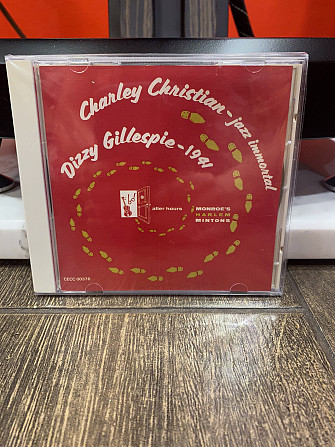 Charley Christian-jazz immortal
Dizzy Gillespie-1941
after hours
MONROE'S
HARLEM
MINTONS